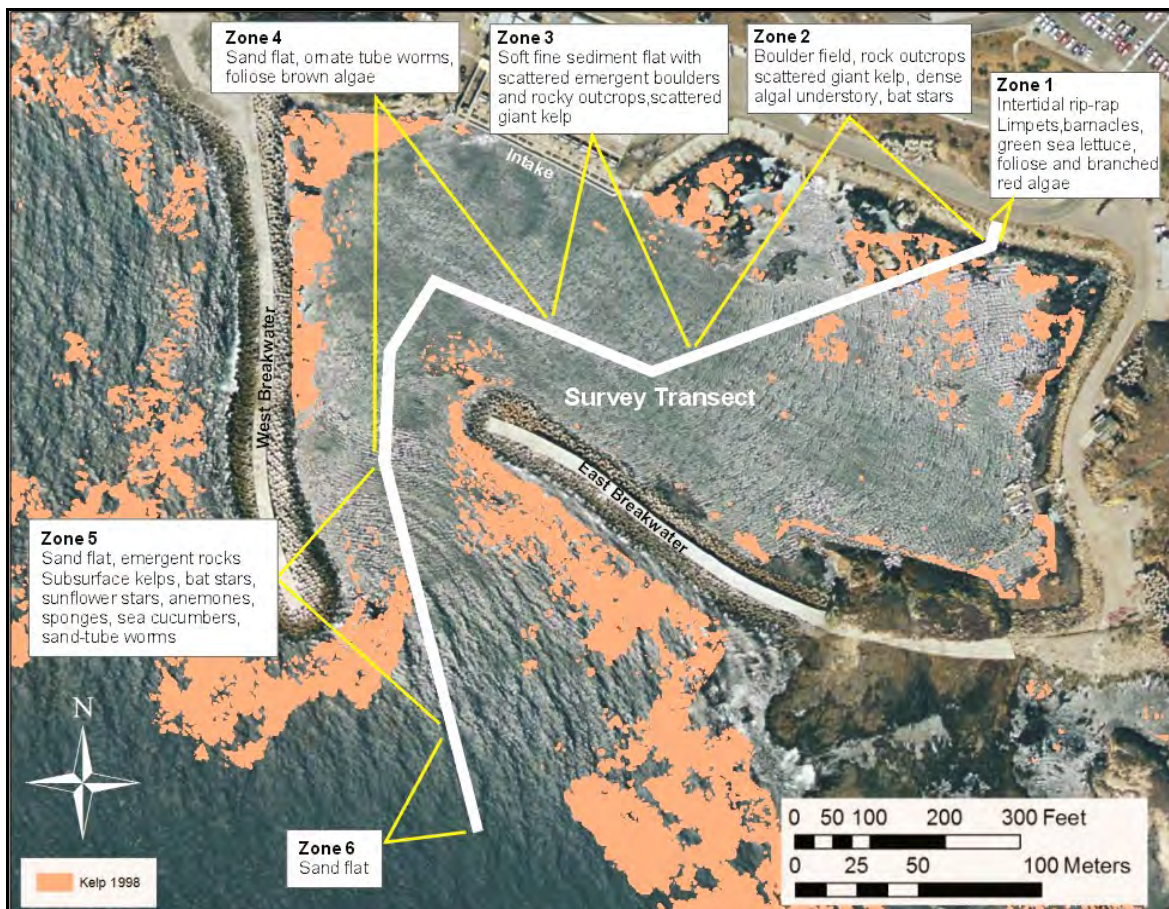 Zone 4
Sand flat, ornate tube worms,
foliose brown algae
Zone 3
Soft fine sediment flat with
scattered emergent boulders
and rocky outcrops,scattered
giant kelp
Zone 2
Boulder field, rock outcrops
scattered giant kelp, dense
algal understory, bat stars
Zone 1
Intertidal rip-rap
Limpets,barnacles,
green sea lettuce,
foliose and branched
red algae
Intake
West Breakwater
Survey Transect
East Breakwater
Zone 5
Sand flat, emergent rocks
Subsurface kelps, bat stars,
sunflower stars, anemones,
sponges, sea cucumbers,
sand-tube worms
N
Zone 6
Sand flat
Kelp 1998
0 50 100 200 300 Feet
0 25 50 100 Meters